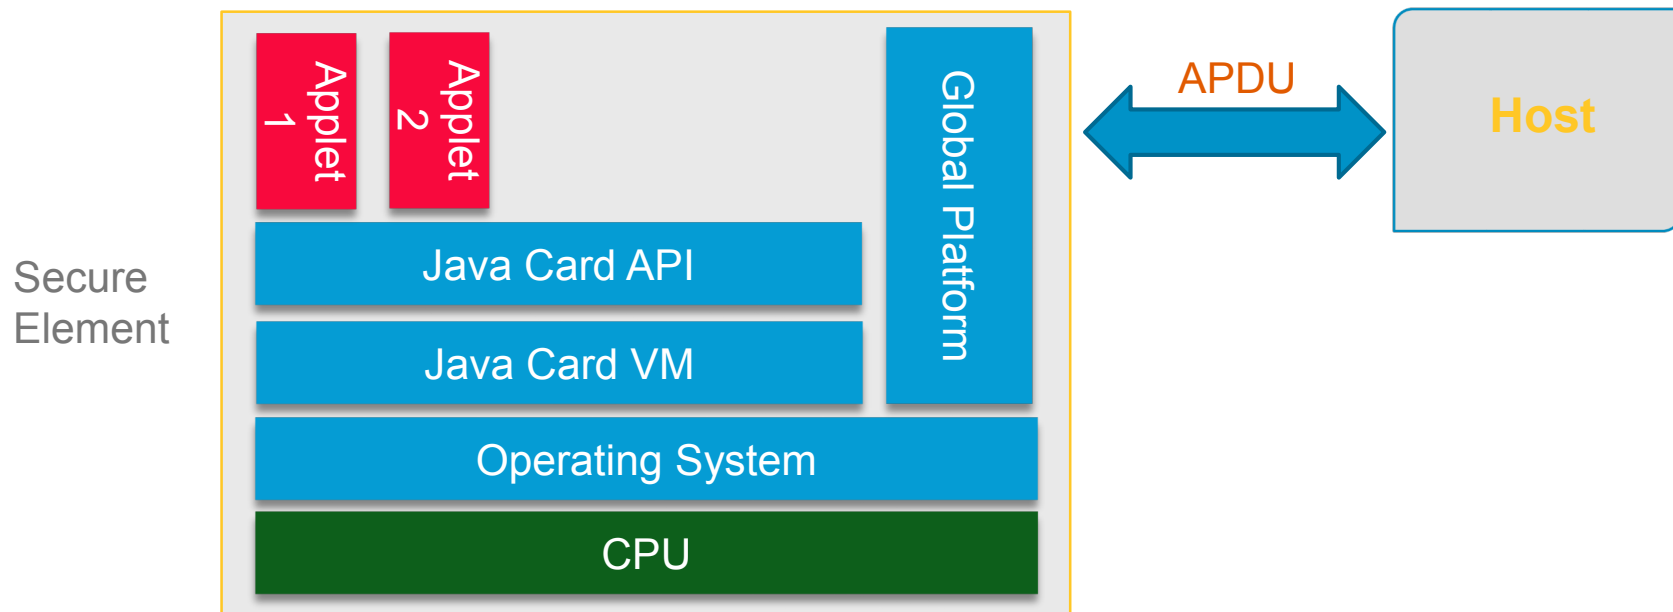 Secure
Element
Applet
1
Applet
2
Global Platform
Java Card API
Java Card VM
Operating System
CPU
APDU
Host